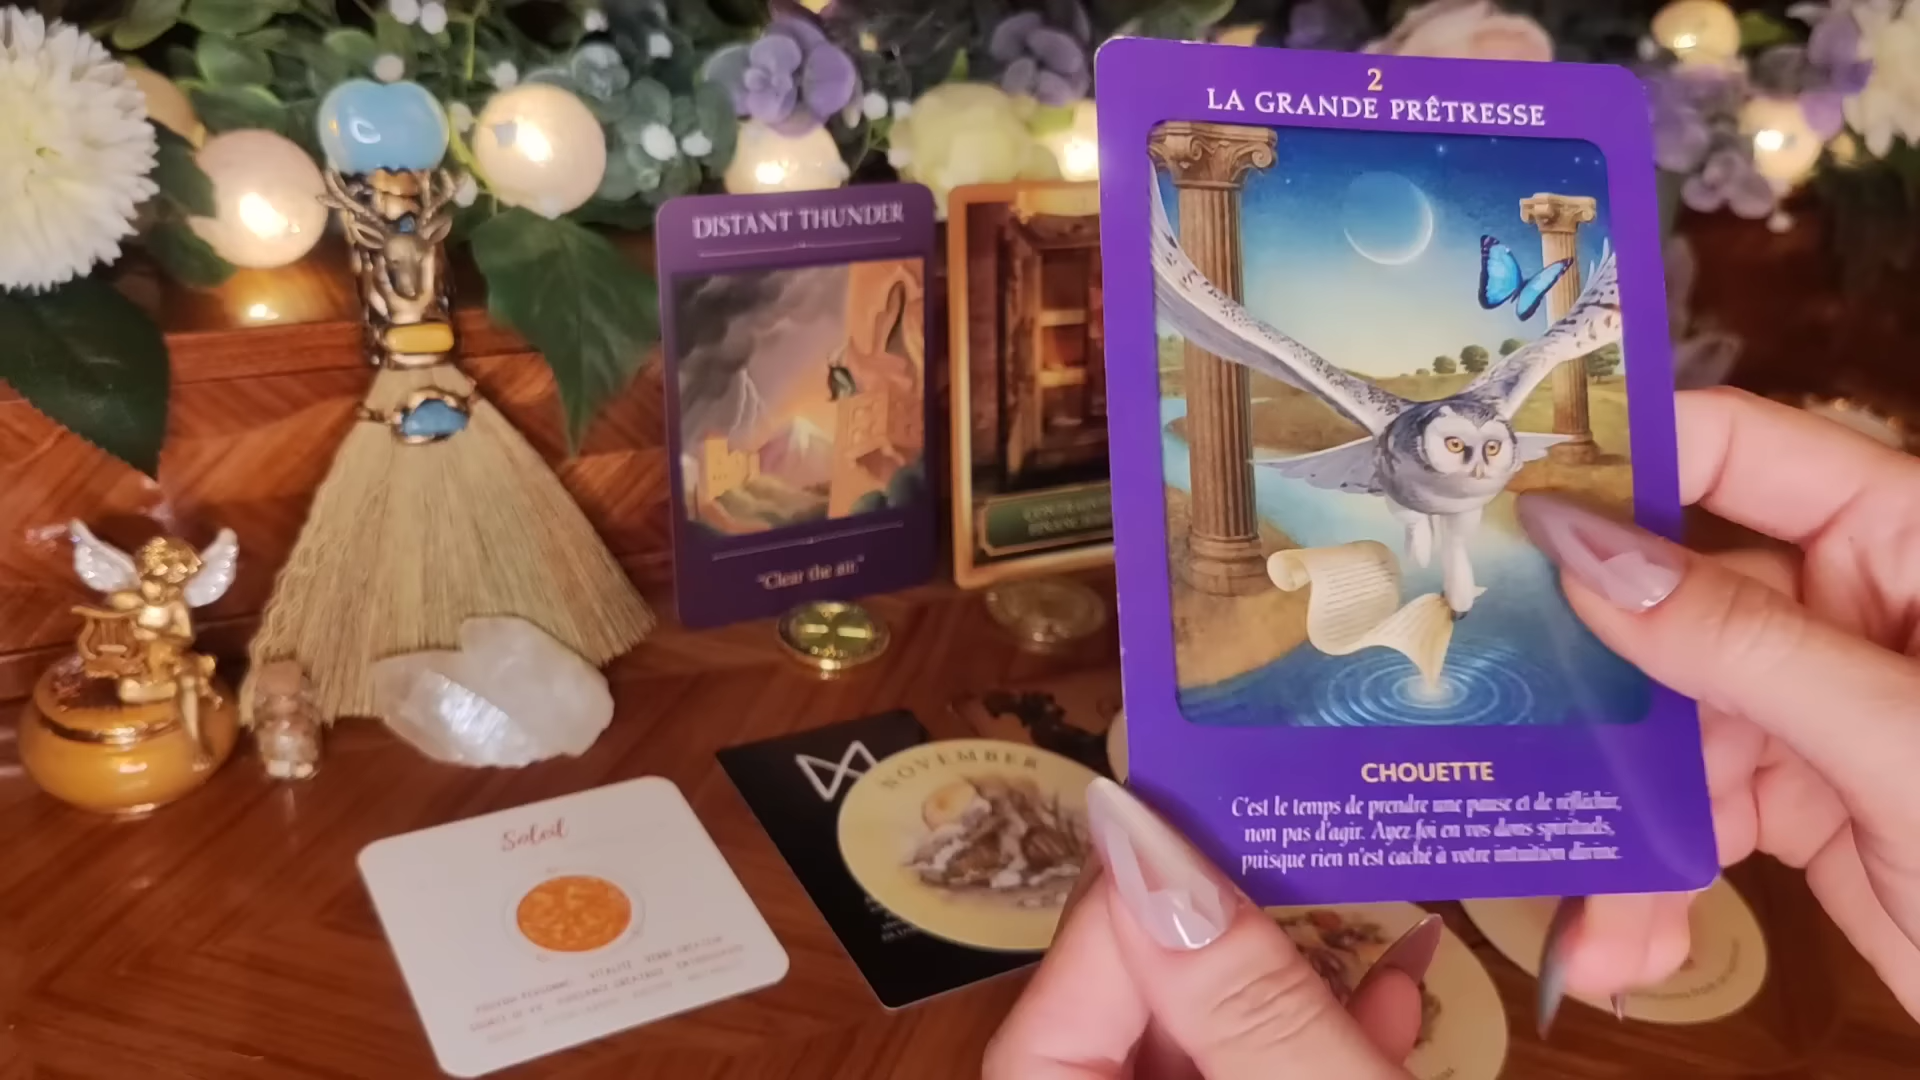 2
LA GRANDE PRÊTRESSE
CHOUETTE
C'est le temps de prendre une pause et de réfléchir,
non pas d'agir. Ayez foi en vos dons spirituels,
puisque rien n'est caché à votre intuition divine.
DISTANT THUNDER
"Clear the air."
NOVEMBER
Soleil